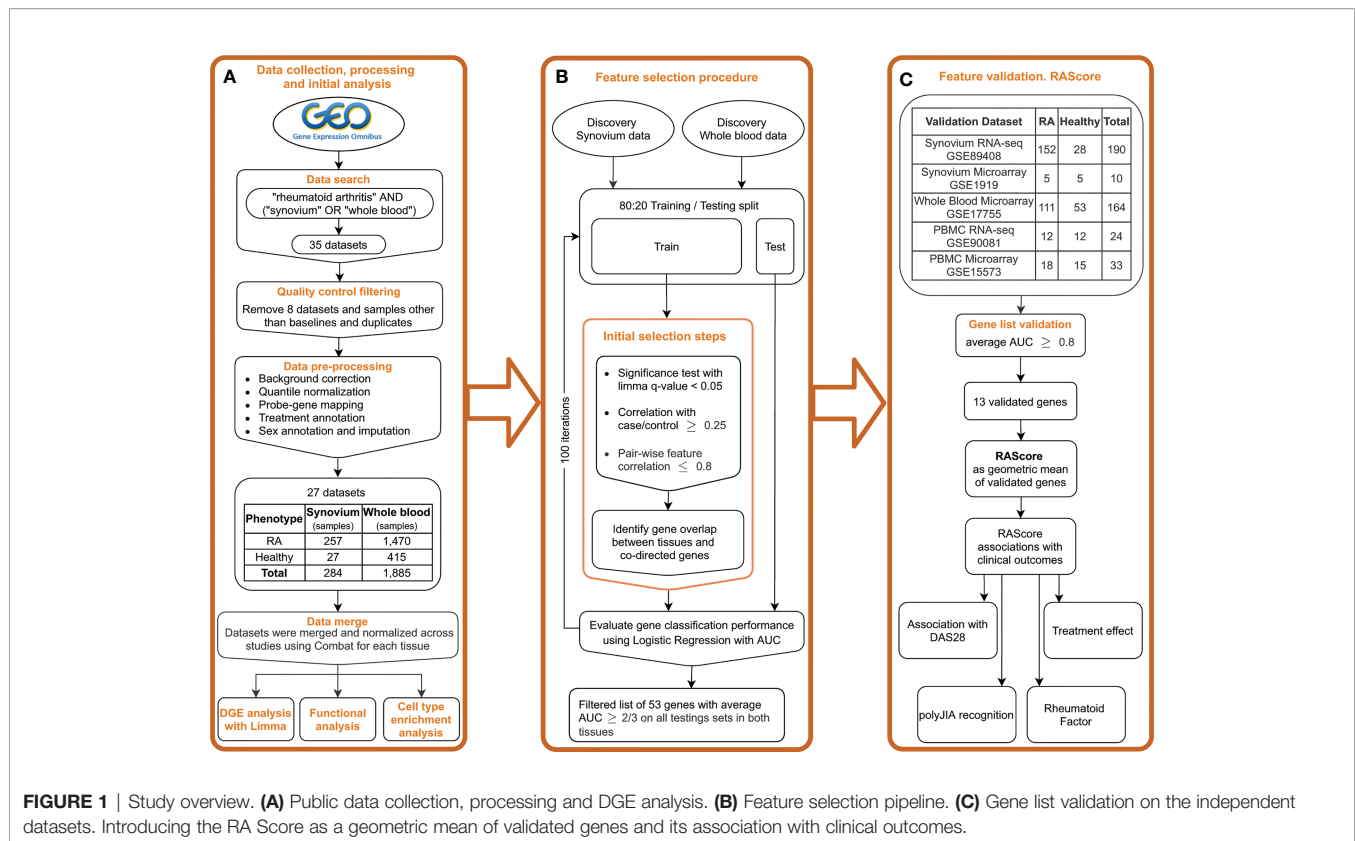 A
Data collection, processing
and initial analysis
GEO
Gene Expression Omnibus
Data search
"rheumatoid arthritis" AND
("synovium" OR "whole blood")
35 datasets
Quality control filtering
Remove 8 datasets and samples other
than baselines and duplicates
Data pre-processing
• Background correction
• Quantile normalization
• Probe-gene mapping
• Treatment annotation
• Sex annotation and imputation
27 datasets
Phenotype Synovium (samples) Whole blood (samples)
RA 257 1,470
Healthy 27 415
Total 284 1,885
Data merge
Datasets were merged and normalized across
studies using Combat for each tissue
DGE analysis
with Limma
Functional
analysis
Cell type
enrichment
analysis
B
Feature selection procedure
Discovery
Synovium data
Discovery
Whole blood data
80:20 Training / Testing split
Train
Test
100 iterations
Initial selection steps
• Significance test with
limma q-value < 0.05
• Correlation with
case/control ≥ 0.25
• Pair-wise feature
correlation ≤ 0.8
Identify gene overlap
between tissues and
co-directed genes
Evaluate gene classification performance
using Logistic Regression with AUC
Filtered list of 53 genes with average
AUC ≥ 2/3 on all testings sets in both
tissues
C
Feature validation. RAScore
Validation Dataset RA Healthy Total
Synovium RNA-seq
GSE89408 152 28 190
Synovium Microarray
GSE1919 5 5 10
Whole Blood Microarray
GSE17755 111 53 164
PBMC RNA-seq
GSE90081 12 12 24
PBMC Microarray
GSE15573 18 15 33
Gene list validation
average AUC ≥ 0.8
13 validated genes
RAScore
as geometric mean
of validated genes
RAScore
associations with
clinical outcomes
Association with
DAS28
Treatment effect
polyJIA recognition
Rheumatoid
Factor
FIGURE 1 | Study overview. (A) Public data collection, processing and DGE analysis. (B) Feature selection pipeline. (C) Gene list validation on the independent
datasets. Introducing the RA Score as a geometric mean of validated genes and its association with clinical outcomes.